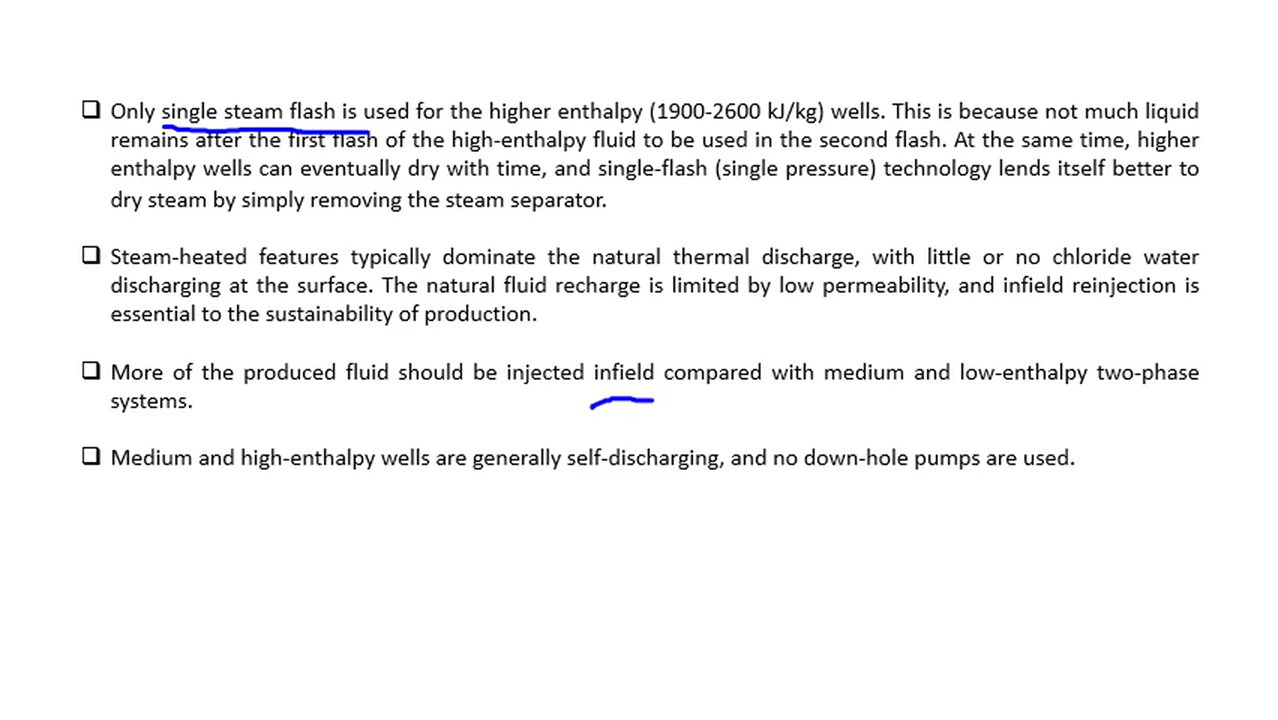 ❑ Only single steam flash is used for the higher enthalpy (1900-2600 kJ/kg) wells. This is because not much liquid
remains after the first flash of the high-enthalpy fluid to be used in the second flash. At the same time, higher
enthalpy wells can eventually dry with time, and single-flash (single pressure) technology lends itself better to
dry steam by simply removing the steam separator.
❑ Steam-heated features typically dominate the natural thermal discharge, with little or no chloride water
discharging at the surface. The natural fluid recharge is limited by low permeability, and infield reinjection is
essential to the sustainability of production.
❑ More of the produced fluid should be injected infield compared with medium and low-enthalpy two-phase
systems.
❑ Medium and high-enthalpy wells are generally self-discharging, and no down-hole pumps are used.